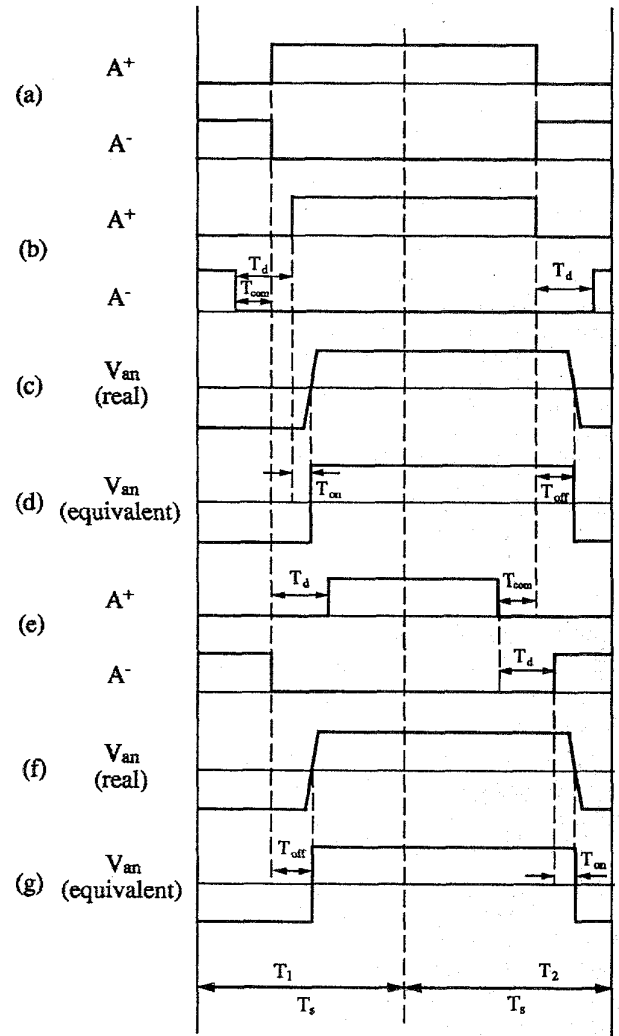 (a)
A+
A-
(b)
A+
Td
Td
A-
Tcom
(c)
Van
(real)
(d)
Van
(equivalent)
Ton
Toff
(e)
A+
Td
Tcom
A-
Td
(f)
Van
(real)
(g)
Van
(equivalent)
Toff
Ton
T1
T2
Ts
Ts